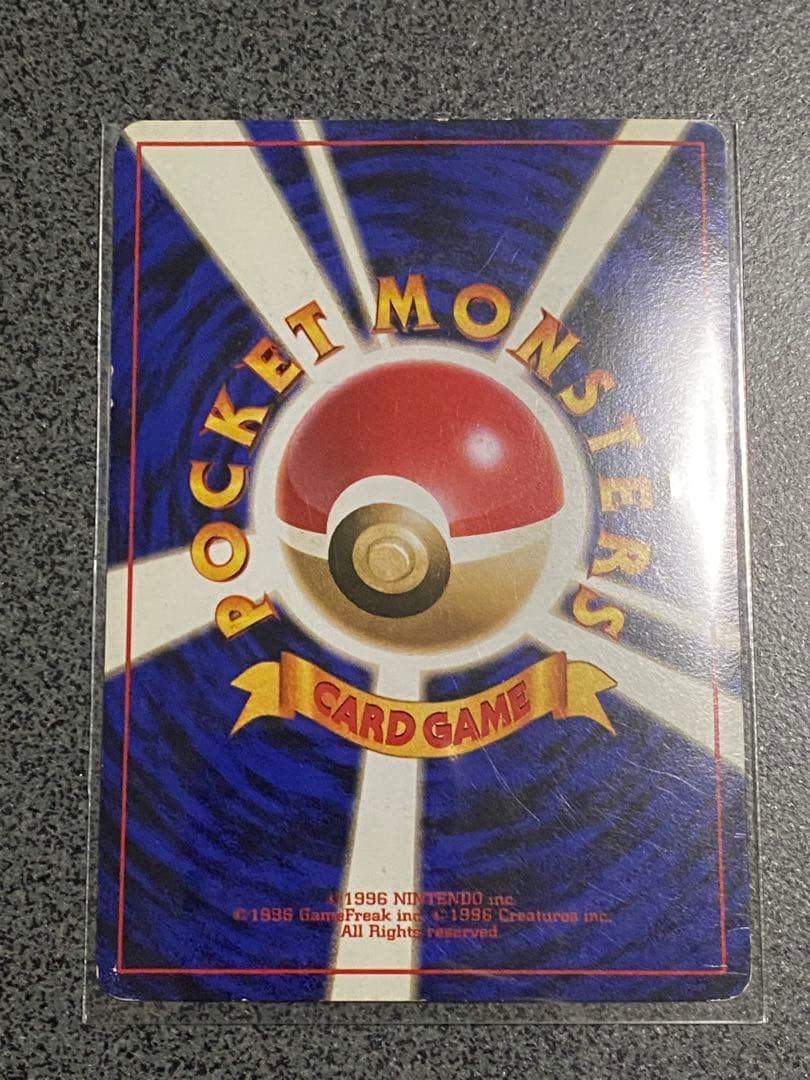 POCKET MONSTERS
CARD GAME
©1996 NINTENDO inc.
©1996 GameFreak inc. ©1996 Creatures inc.
All Rights reserved.